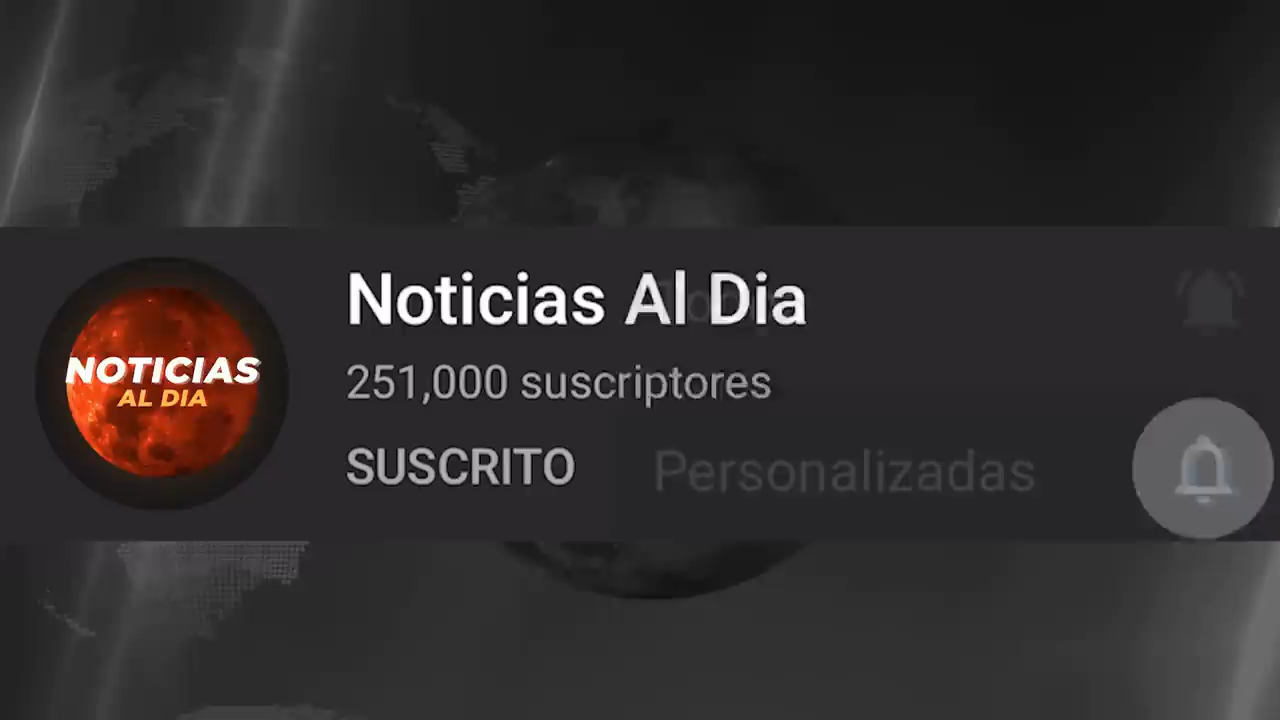 NOTICIAS
AL DIA
Noticias Al Dia
251,000 suscriptores
SUSCRITO
Personalizadas